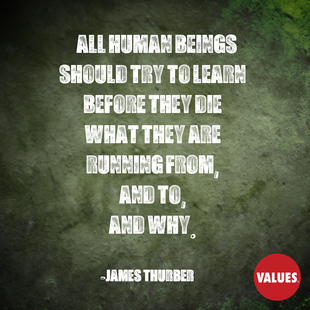 ALL HUMAN BEINGS
SHOULD TRY TO LEARN
BEFORE THEY DIE
WHAT THEY ARE
RUNNING FROM,
AND TO,
AND WHY.
-JAMES THURBER
VALUES.